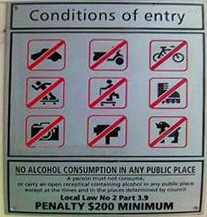 Conditions of entry
NO ALCOHOL CONSUMPTION IN ANY PUBLIC PLACE
A person must not consume,
or carry an open receptical containing alcohol in any public place
except at the times and in the places determined by council
Local Law No 2 Part 3.9
PENALTY $200 MINIMUM